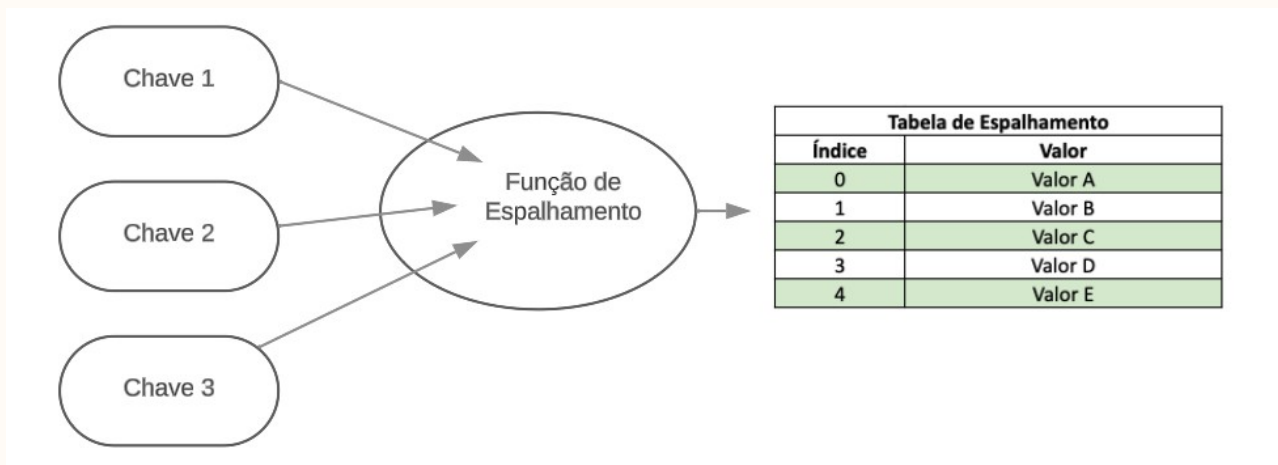 Chave 1
Chave 2
Chave 3
Função de
Espalhamento
Tabela de Espalhamento
Índice Valor
0 Valor A
1 Valor B
2 Valor C
3 Valor D
4 Valor E